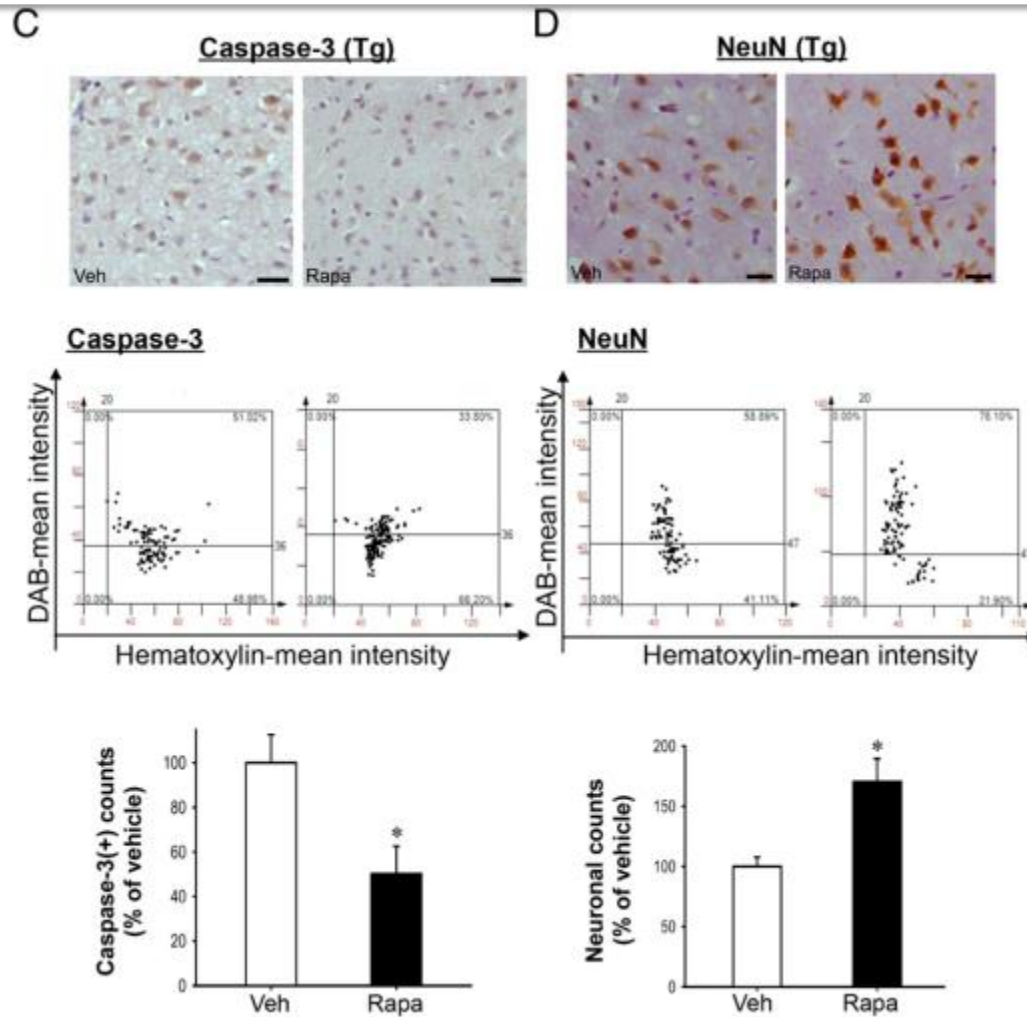 C
D
Caspase-3 (Tg)
NeuN (Tg)
Veh
Rapa
Veh
Rapa
Caspase-3
NeuN
DAB-mean intensity
20
0.00%
51.02%
36
0.00%
48.98%
0
40
80
120
160
20
0.00%
33.80%
36
0.00%
66.20%
0
40
80
120
Hematoxylin-mean intensity
DAB-mean intensity
20
0.00%
58.89%
47
0.00%
41.11%
0
40
80
120
20
0.00%
78.10%
0.00%
21.90%
0
40
80
110
Hematoxylin-mean intensity
Caspase-3(+) counts
(% of vehicle)
100
80
60
40
20
0
*
Veh
Rapa
Neuronal counts
(% of vehicle)
200
150
100
50
0
*
Veh
Rapa